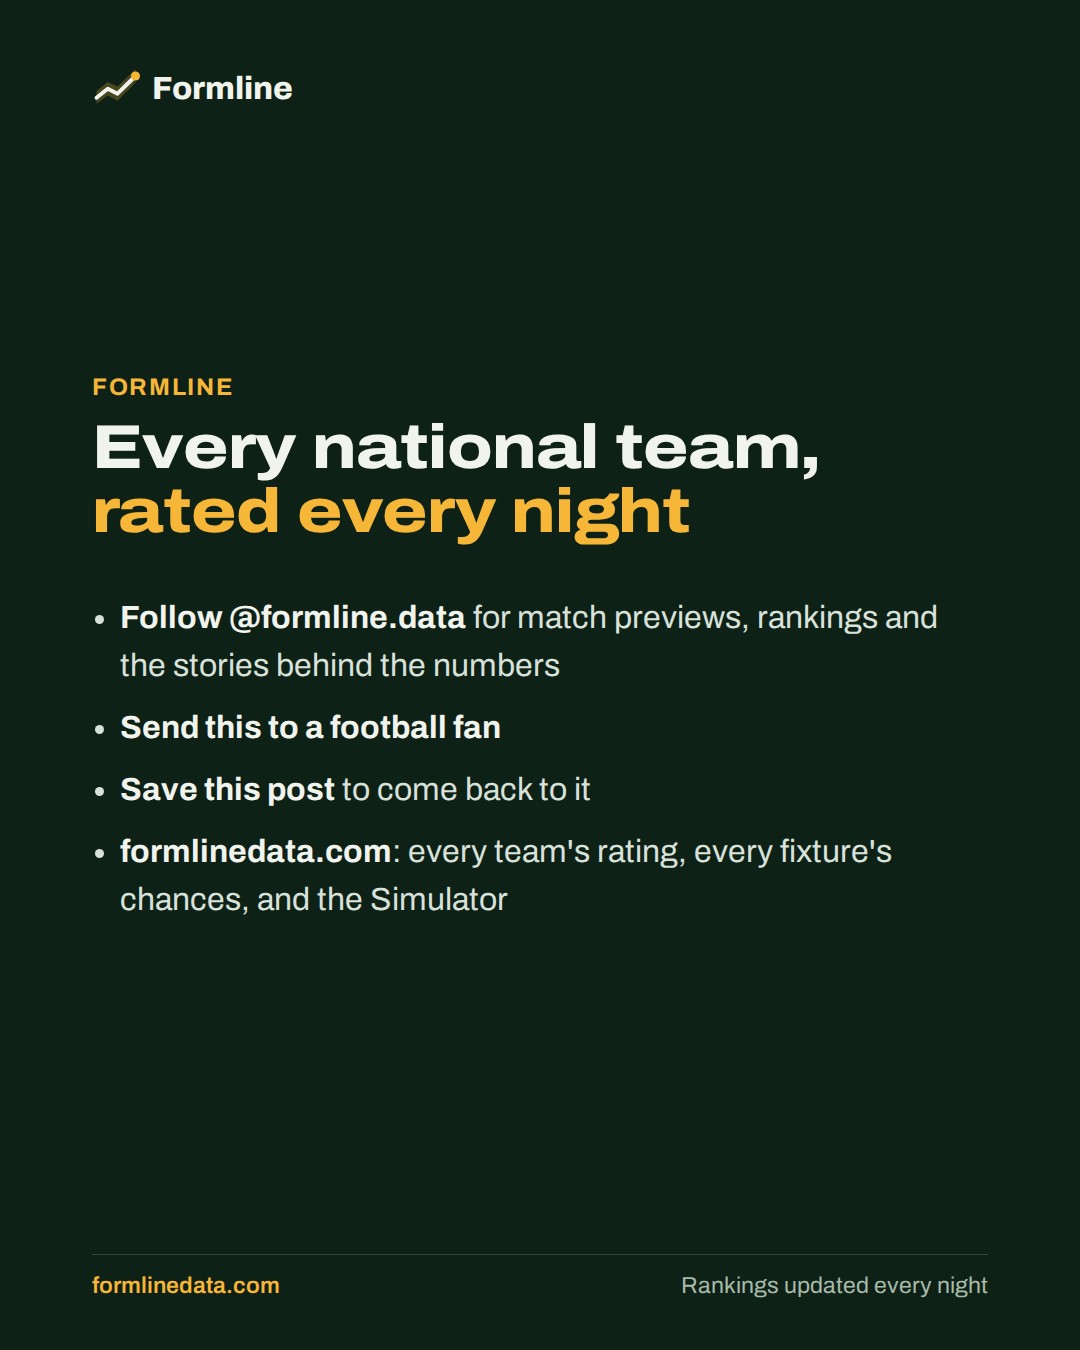 Formline
FORMLINE
Every national team,
rated every night
• Follow @formline.data for match previews, rankings and
the stories behind the numbers
• Send this to a football fan
• Save this post to come back to it
• formlinedata.com: every team's rating, every fixture's
chances, and the Simulator
formlinedata.com
Rankings updated every night